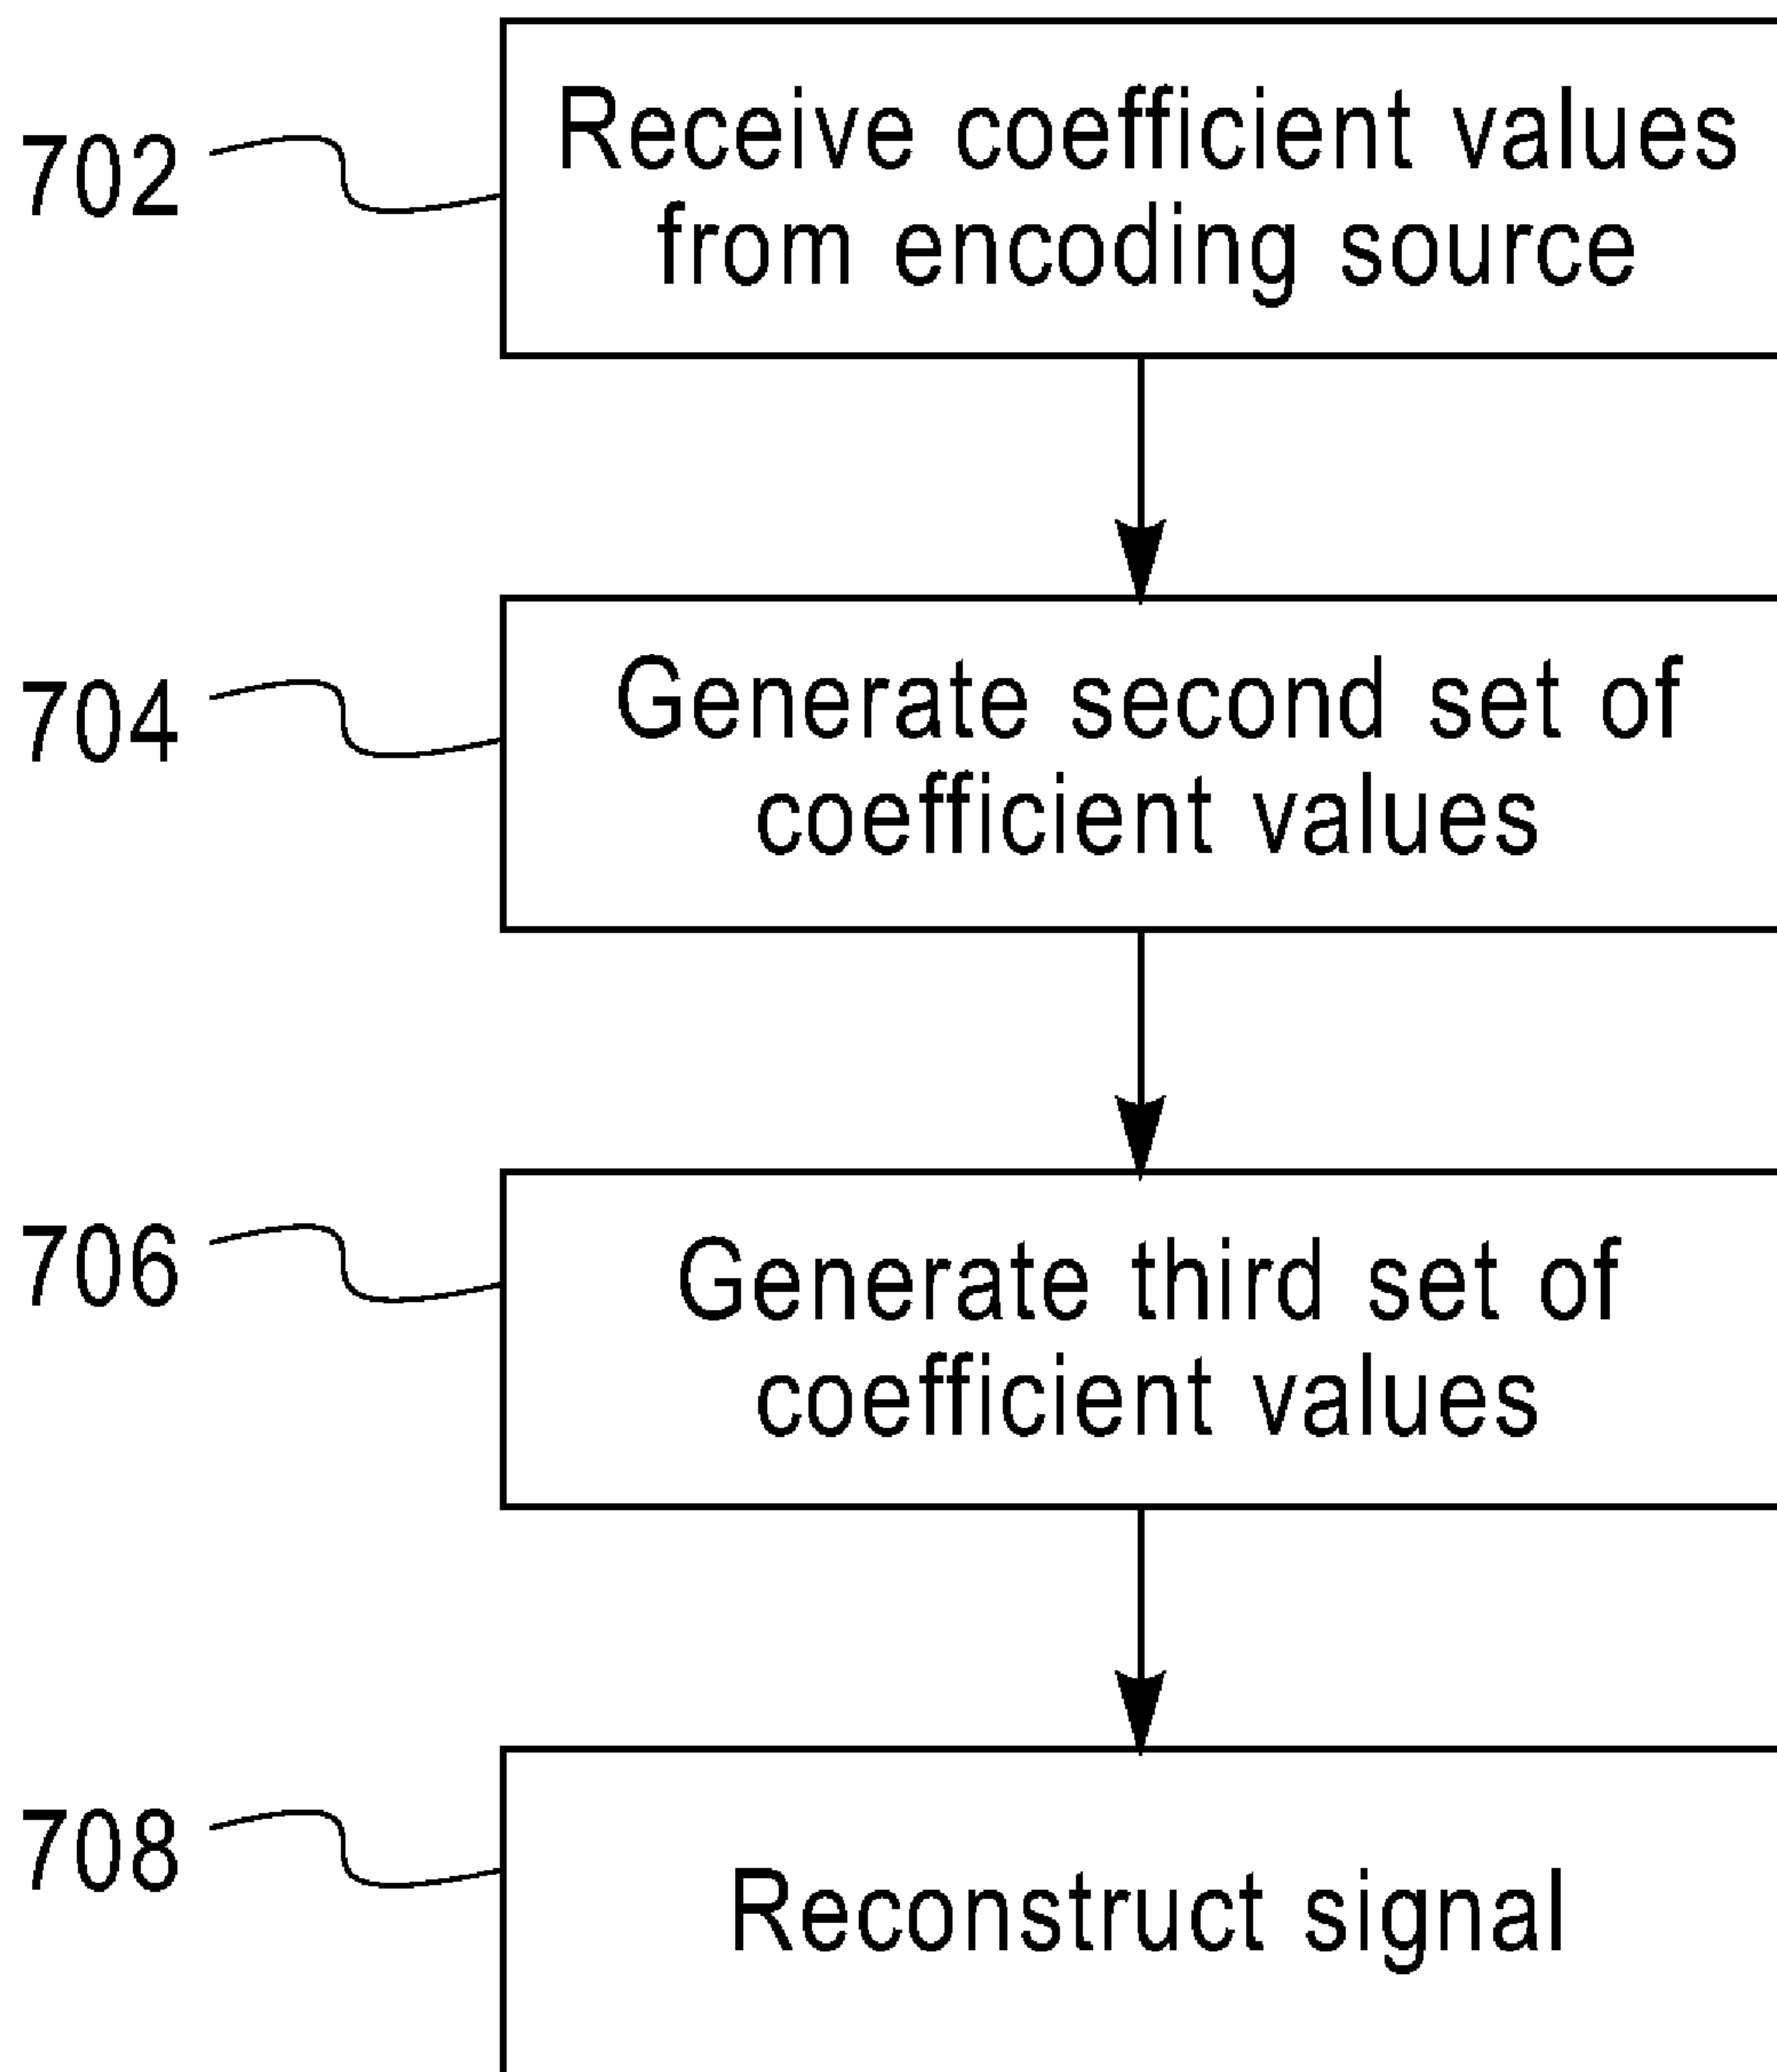 702
Receive coefficient values
from encoding source
704
Generate second set of
coefficient values
706
Generate third set of
coefficient values
708
Reconstruct signal